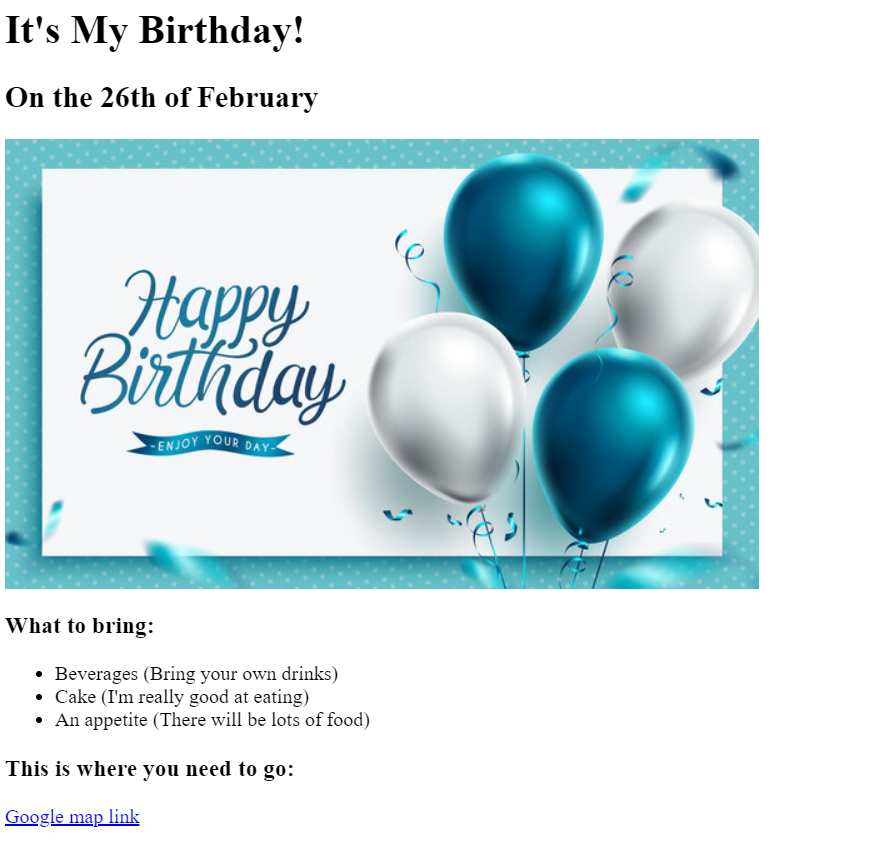 It's My Birthday!
On the 26th of February
Happy
Birthday
-ENJOY YOUR DAY-
What to bring:
Beverages (Bring your own drinks)
Cake (I'm really good at eating)
An appetite (There will be lots of food)
This is where you need to go:
Google map link